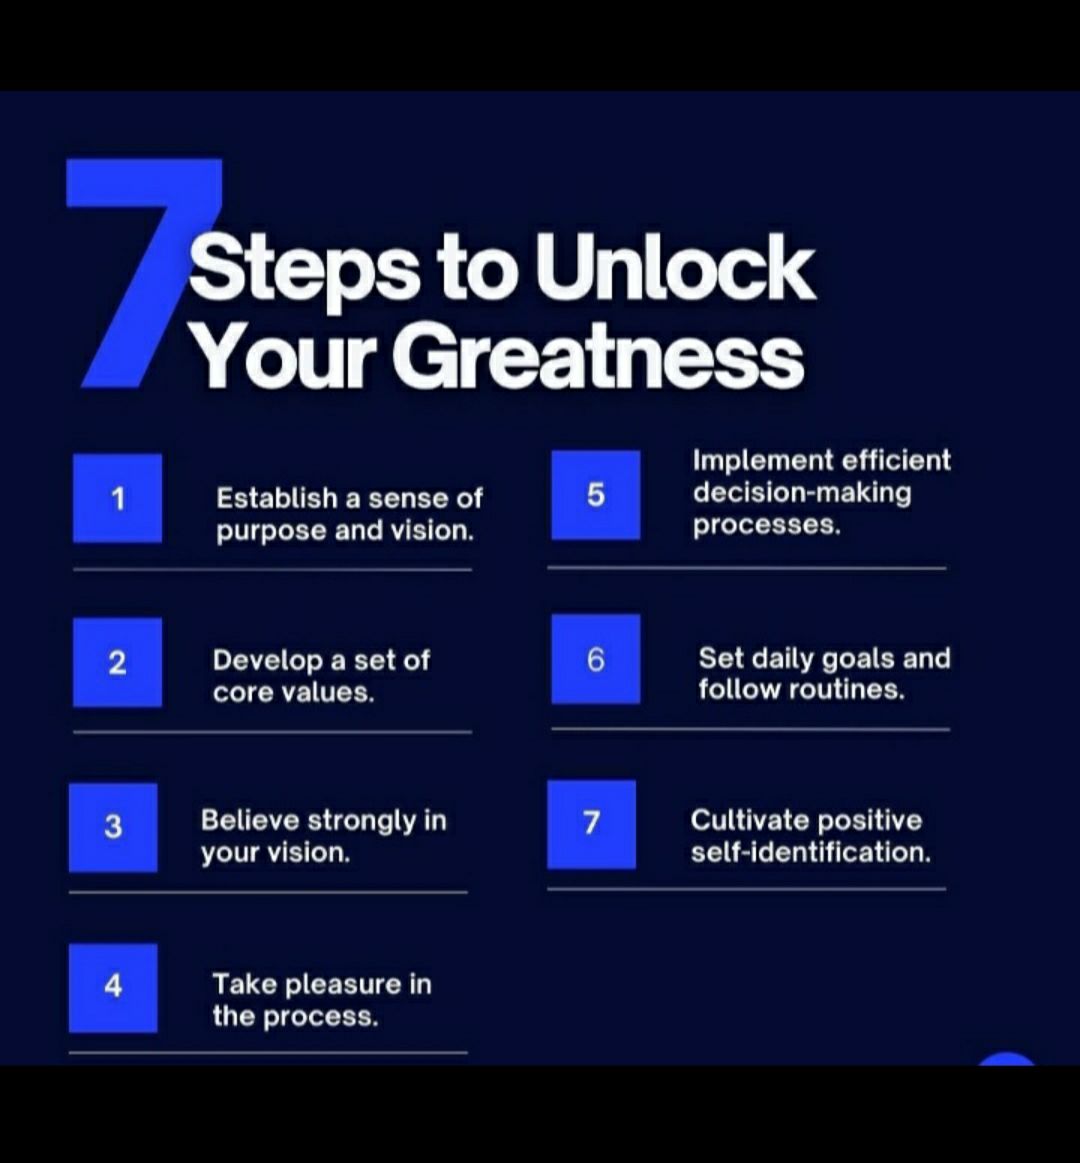 7
Steps to Unlock
Your Greatness
1
Establish a sense of
purpose and vision.
2
Develop a set of
core values.
3
Believe strongly in
your vision.
4
Take pleasure in
the process.
5
Implement efficient
decision-making
processes.
6
Set daily goals and
follow routines.
7
Cultivate positive
self-identification.